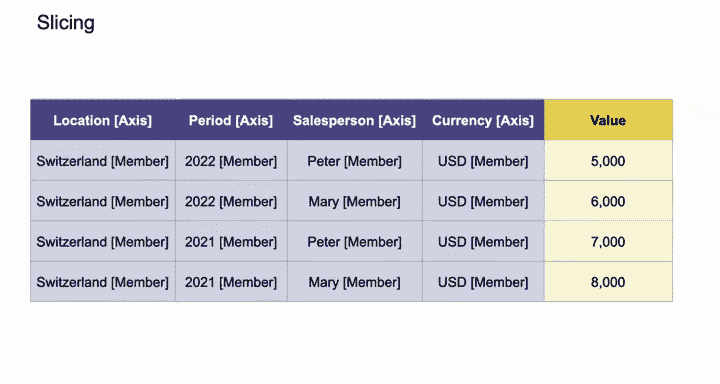 Slicing
Location [Axis] Period [Axis] Salesperson [Axis] Currency [Axis] Value
Switzerland [Member] 2022 [Member] Peter [Member] USD [Member] 5,000
Switzerland [Member] 2022 [Member] Mary [Member] USD [Member] 6,000
Switzerland [Member] 2021 [Member] Peter [Member] USD [Member] 7,000
Switzerland [Member] 2021 [Member] Mary [Member] USD [Member] 8,000